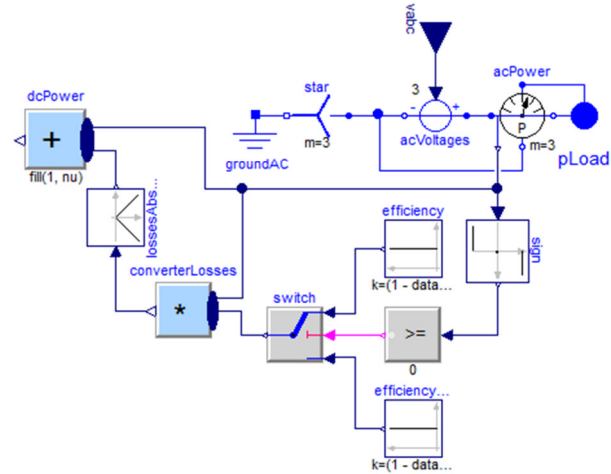 vabc
dcPower
+
fill(1, nu)
star
m=3
groundAC
3
-
+
acVoltages
acPower
P
m=3
pLoad
lossesAbs...
converterLosses
*
switch
efficiency
k=(1 - data...
sign
>=
0
efficiency...
k=(1 - data...